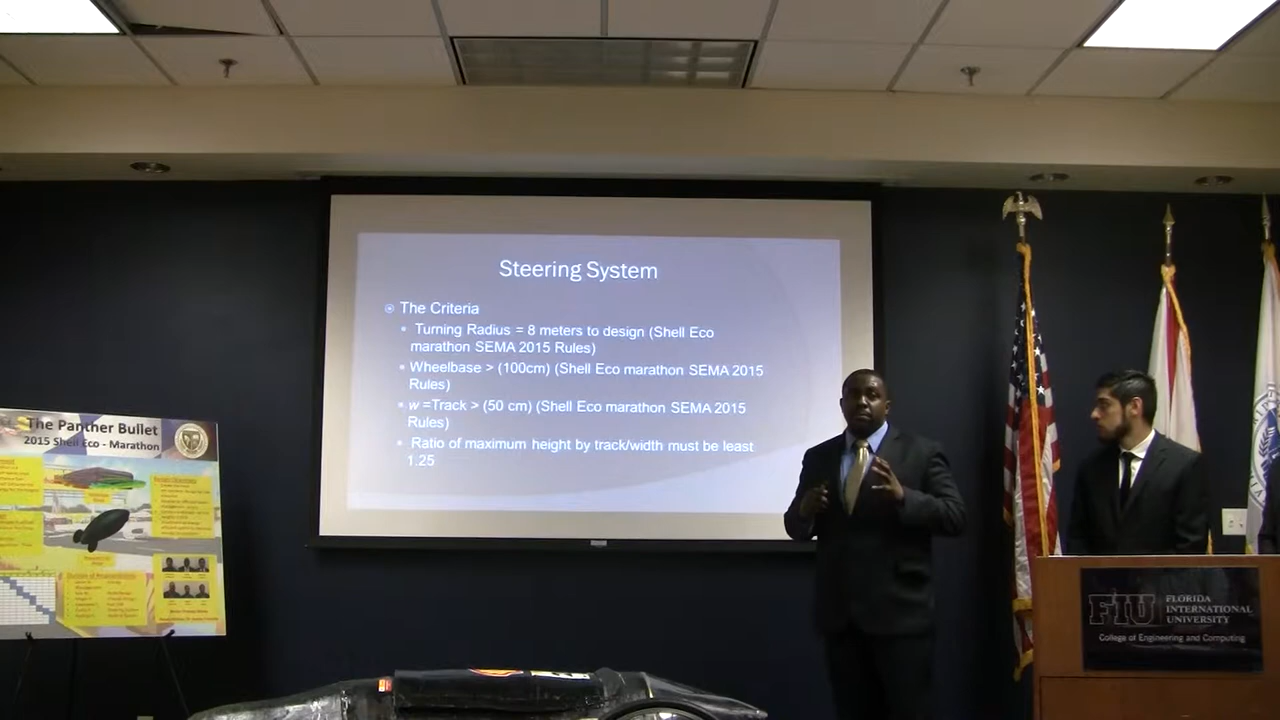 Steering System
The Criteria
Turning Radius = 8 meters to design (Shell Eco
marathon SEMA 2015 Rules)
Wheelbase > (100cm) (Shell Eco marathon SEMA 2015
Rules)
w =Track > (50 cm) (Shell Eco marathon SEMA 2015
Rules)
Ratio of maximum height by track/width must be least
1.25
The Panther Bullet
2015 Shell Eco - Marathon
FIU
FLORIDA
INTERNATIONAL
UNIVERSITY
College of Engineering and Computing